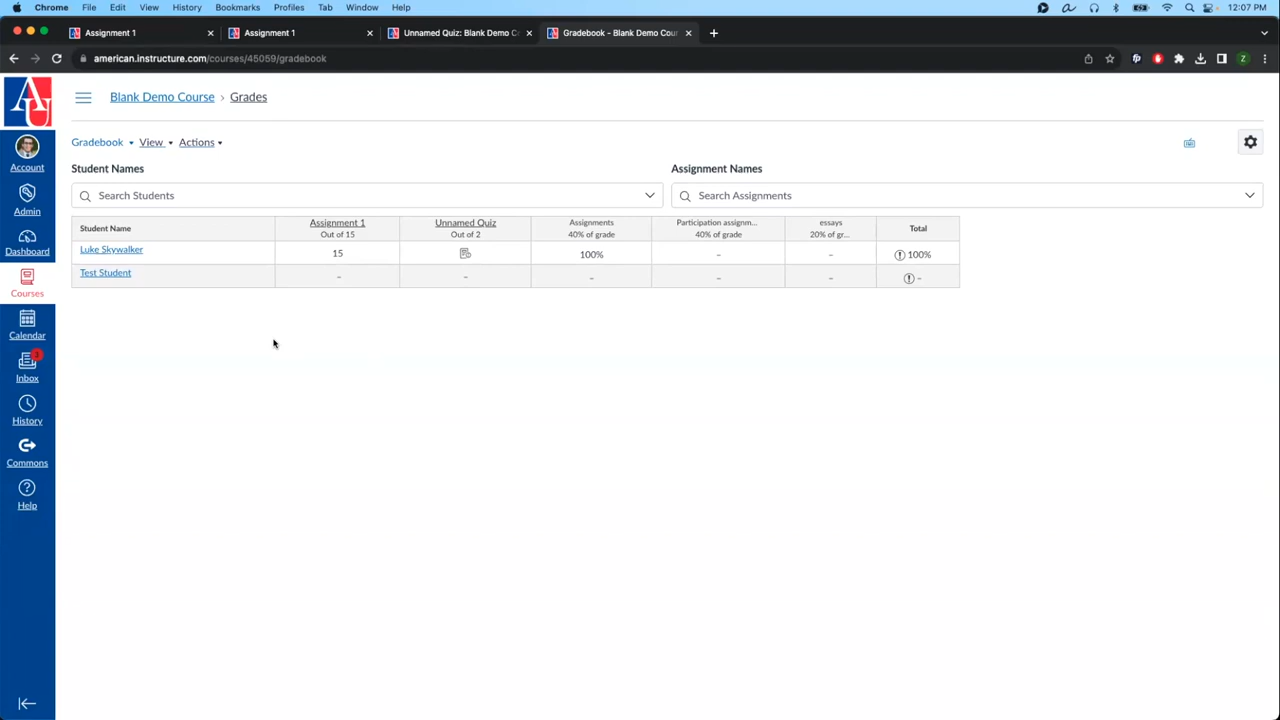 Chrome File Edit View History Bookmarks Profiles Tab Window Help 12:07 PM
Assignment 1 Assignment 1 Unnamed Quiz: Blank Demo Co Gradebook - Blank Demo Cour
american.instructure.com/courses/45059/gradebook Z
AU
Blank Demo Course › Grades
Gradebook View Actions
Student Names Assignment Names
Search Students Search Assignments
Student Name Assignment 1 Out of 15 Unnamed Quiz Out of 2 Assignments 40% of grade Participation assignm... 40% of grade essays 20% of gr... Total
Luke Skywalker 15 100% – – 100%
Test Student – – – – – –
Account
Admin
Dashboard
Courses
Calendar
Inbox
History
Commons
Help